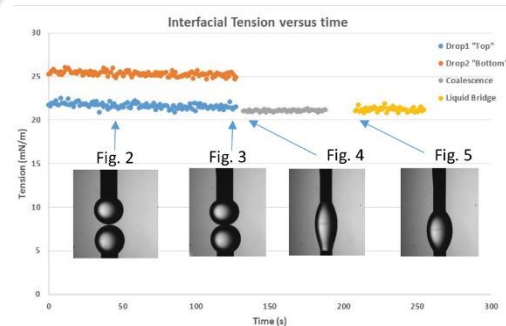 Interfacial Tension versus time
Drop1 "Top"
Drop2 "Bottom"
Coalescence
Liquid Bridge
30
25
20
15
10
5
0
Tension (mN/m)
Fig. 2
Fig. 3
Fig. 4
Fig. 5
0
50
100
150
200
250
300
Time (s)